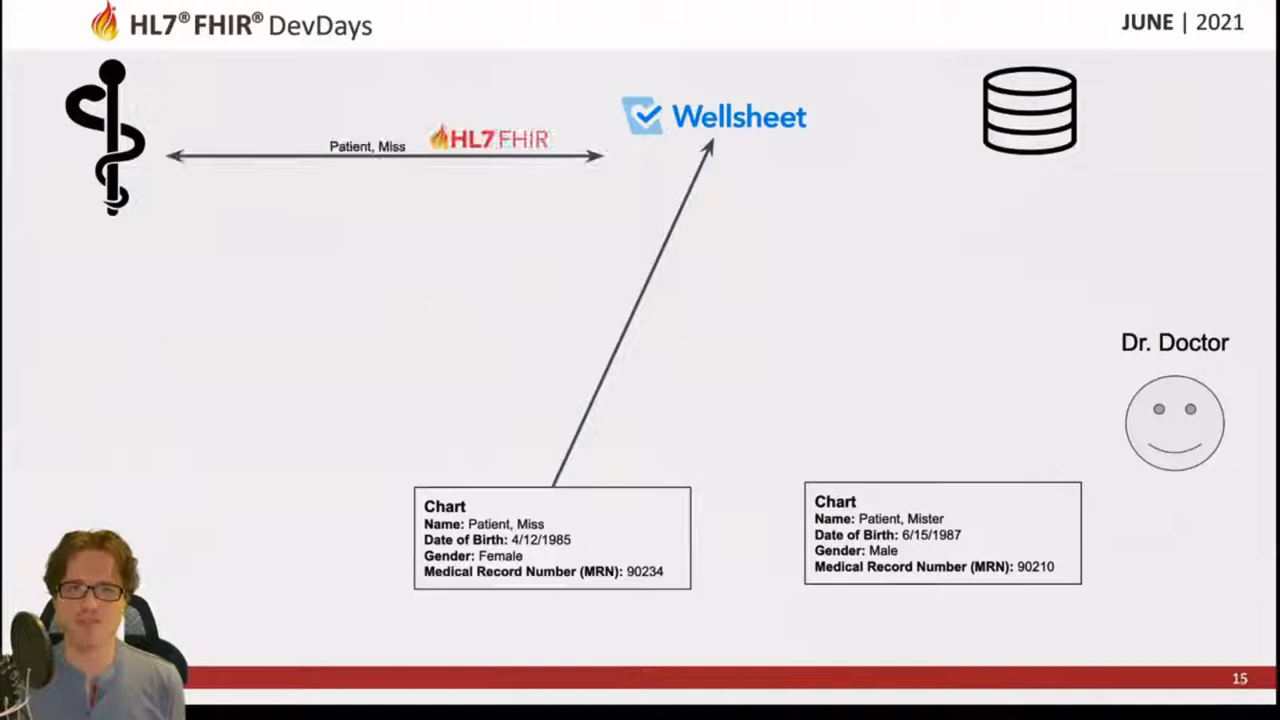 HL7® FHIR® DevDays
JUNE | 2021
Patient, Miss
HL7 FHIR
Wellsheet
Dr. Doctor
Chart
Name: Patient, Miss
Date of Birth: 4/12/1985
Gender: Female
Medical Record Number (MRN): 90234
Chart
Name: Patient, Mister
Date of Birth: 6/15/1987
Gender: Male
Medical Record Number (MRN): 90210
15